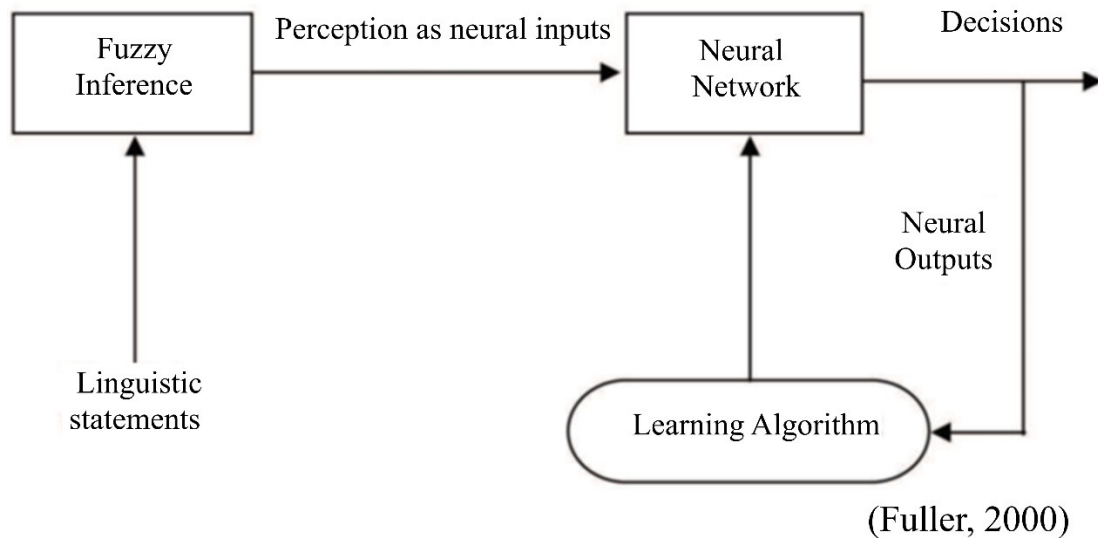 Fuzzy
Inference
Perception as neural inputs
Neural
Network
Decisions
Neural
Outputs
Linguistic
statements
Learning Algorithm
(Fuller, 2000)